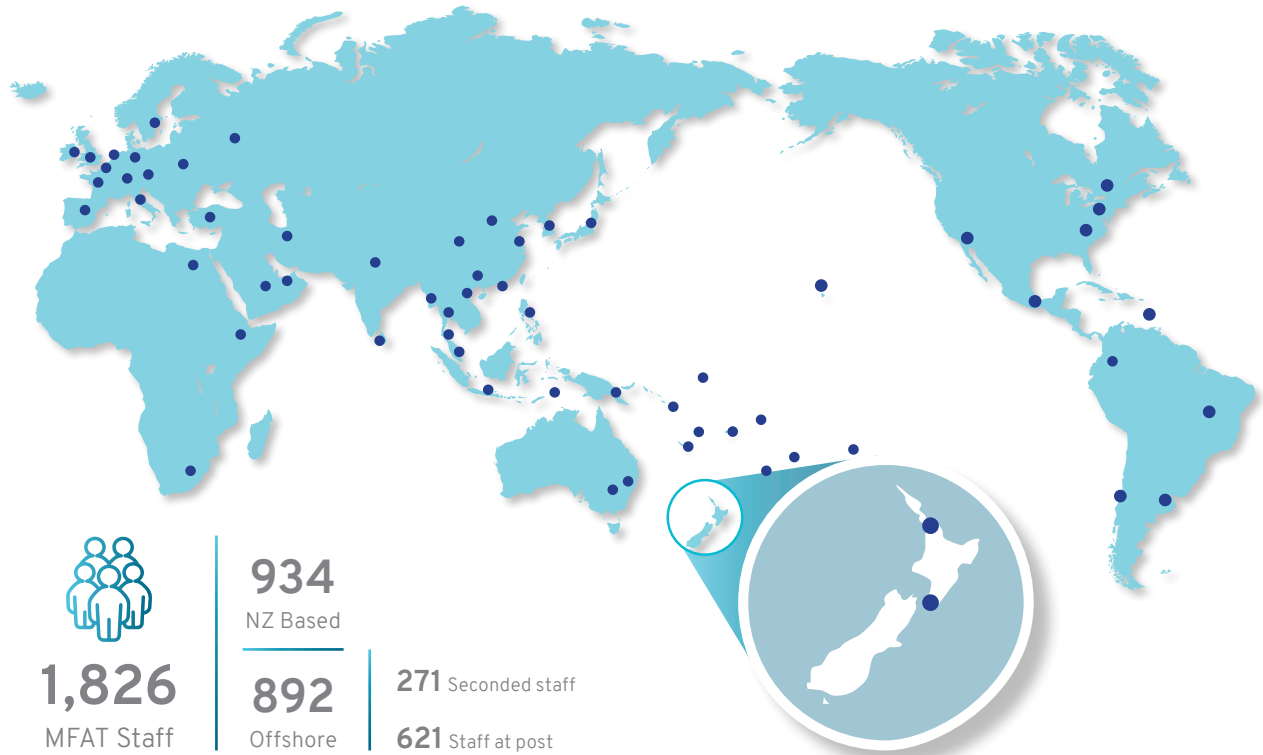 1,826
MFAT Staff
934
NZ Based
892
Offshore
271 Seconded staff
621 Staff at post